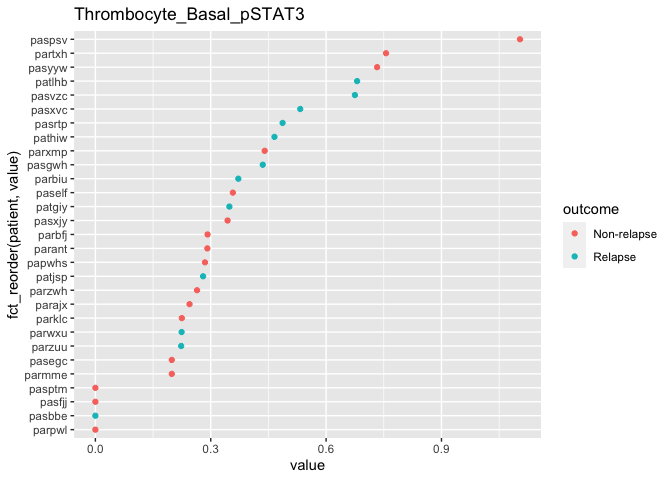 Thrombocyte_Basal_pSTAT3
fct_reorder(patient, value)
paspsv
partxh
pasyyw
patlhb
pasvzc
pasxvc
pasrtp
pathiw
parxmp
pasgwh
parbiu
paself
patgiy
pasxjy
parbfj
parant
papwhs
patjsp
parzwh
parajx
parklc
parwxu
parzuu
pasegc
parmme
pasptm
pasfjj
pasbbe
parpwl
0.0 0.3 0.6 0.9
value
outcome
Non-relapse
Relapse